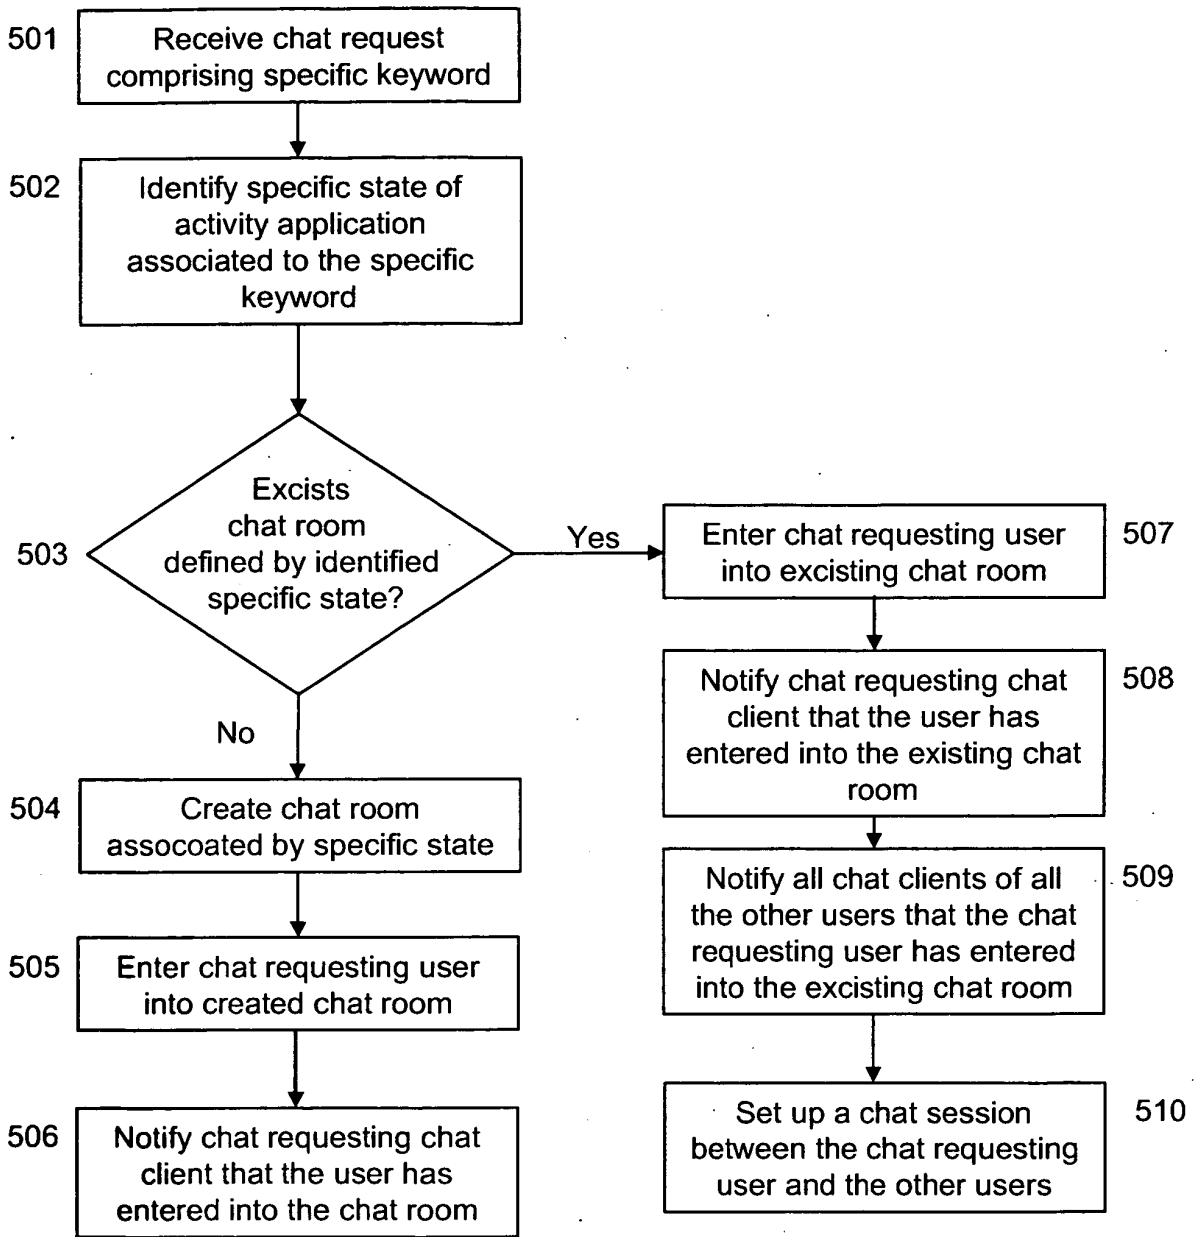 501
Receive chat request
comprising specific keyword
502
Identify specific state of
activity application
associated to the specific
keyword
503
Excists
chat room
defined by identified
specific state?
Yes
No
504
Create chat room
assocoated by specific state
505
Enter chat requesting user
into created chat room
506
Notify chat requesting chat
client that the user has
entered into the chat room
Enter chat requesting user
into excisting chat room
507
Notify chat requesting chat
client that the user has
entered into the existing chat
room
508
Notify all chat clients of all
the other users that the chat
requesting user has entered
into the excisting chat room
509
Set up a chat session
between the chat requesting
user and the other users
510